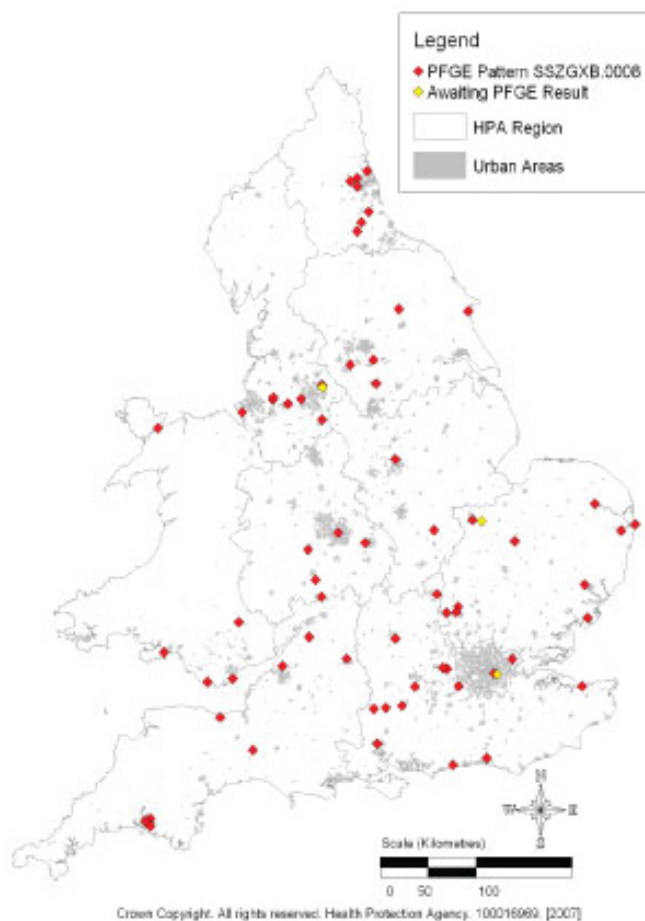 Legend
PFGE Pattern SSZGXB.0006
Awaiting PFGE Result
HPA Region
Urban Areas
N
W E
S
Scale (Kilometres)
0 50 100
Crown Copyright. All rights reserved. Health Protection Agency. 100016969. [2007]